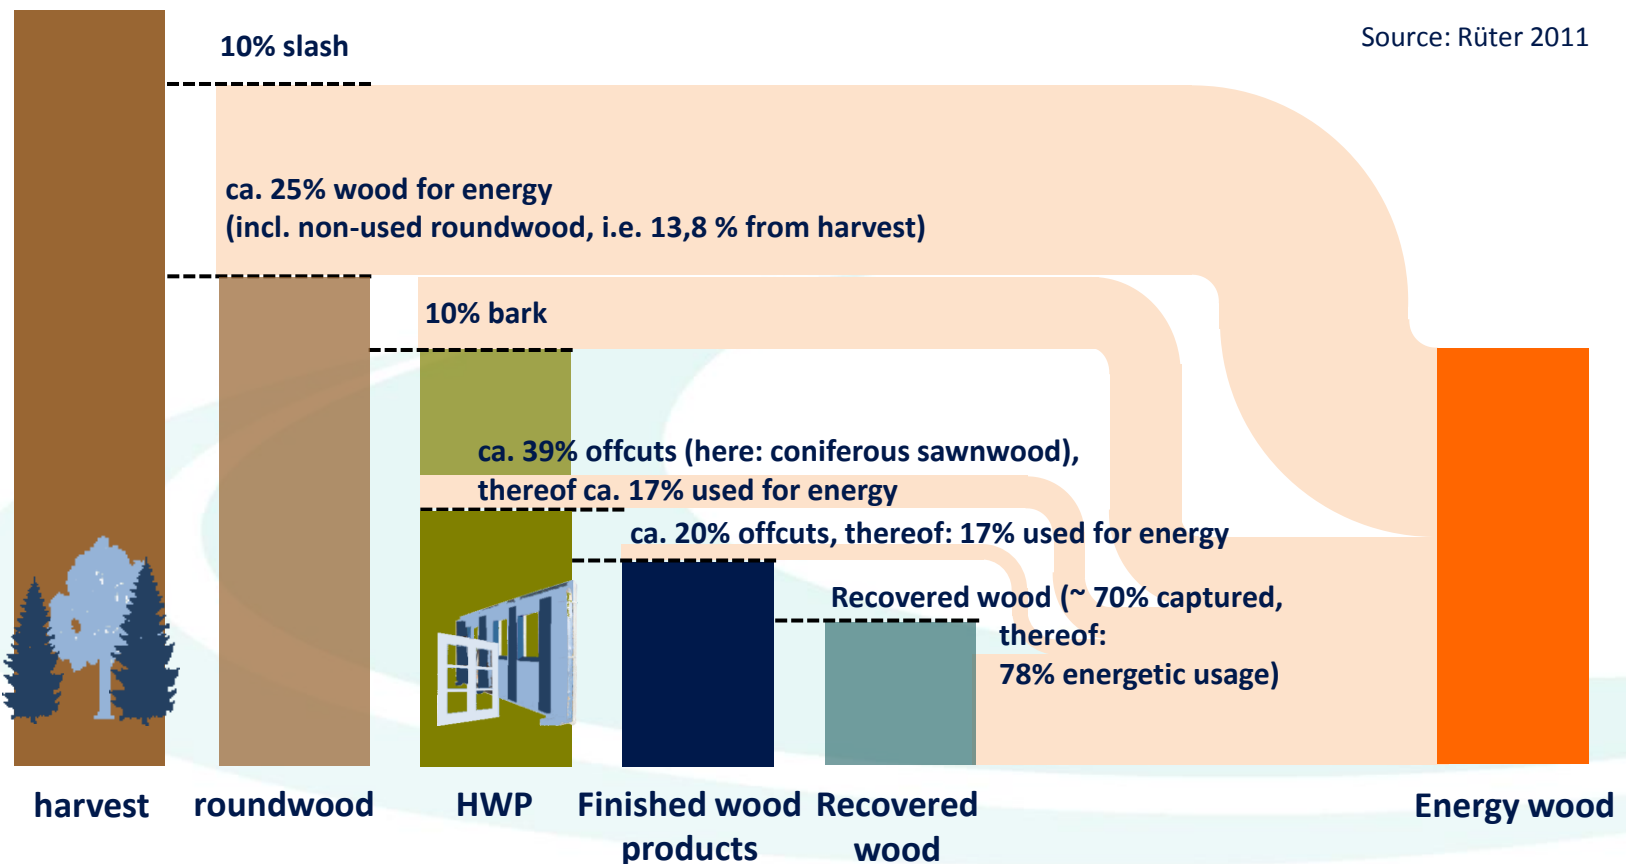 10% slash
Source: Rüter 2011
ca. 25% wood for energy
(incl. non-used roundwood, i.e. 13,8 % from harvest)
10% bark
ca. 39% offcuts (here: coniferous sawnwood),
thereof ca. 17% used for energy
ca. 20% offcuts, thereof: 17% used for energy
Recovered wood (~ 70% captured,
thereof:
78% energetic usage)
harvest
roundwood
HWP
Finished wood
products
Recovered
wood
Energy wood